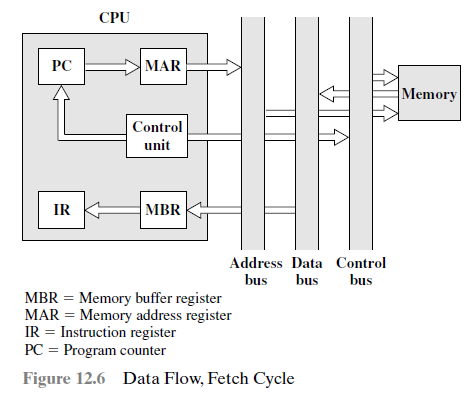 CPU
PC
MAR
Memory
Control
unit
IR
MBR
Address Data Control
bus bus bus
MBR = Memory buffer register
MAR = Memory address register
IR = Instruction register
PC = Program counter
Figure 12.6 Data Flow, Fetch Cycle